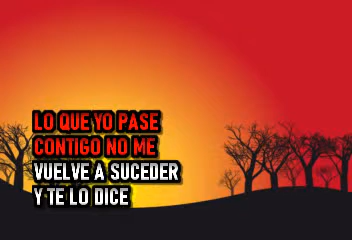 LO QUE YO PASE
CONTIGO NO ME
VUELVE A SUCEDER
Y TE LO DICE